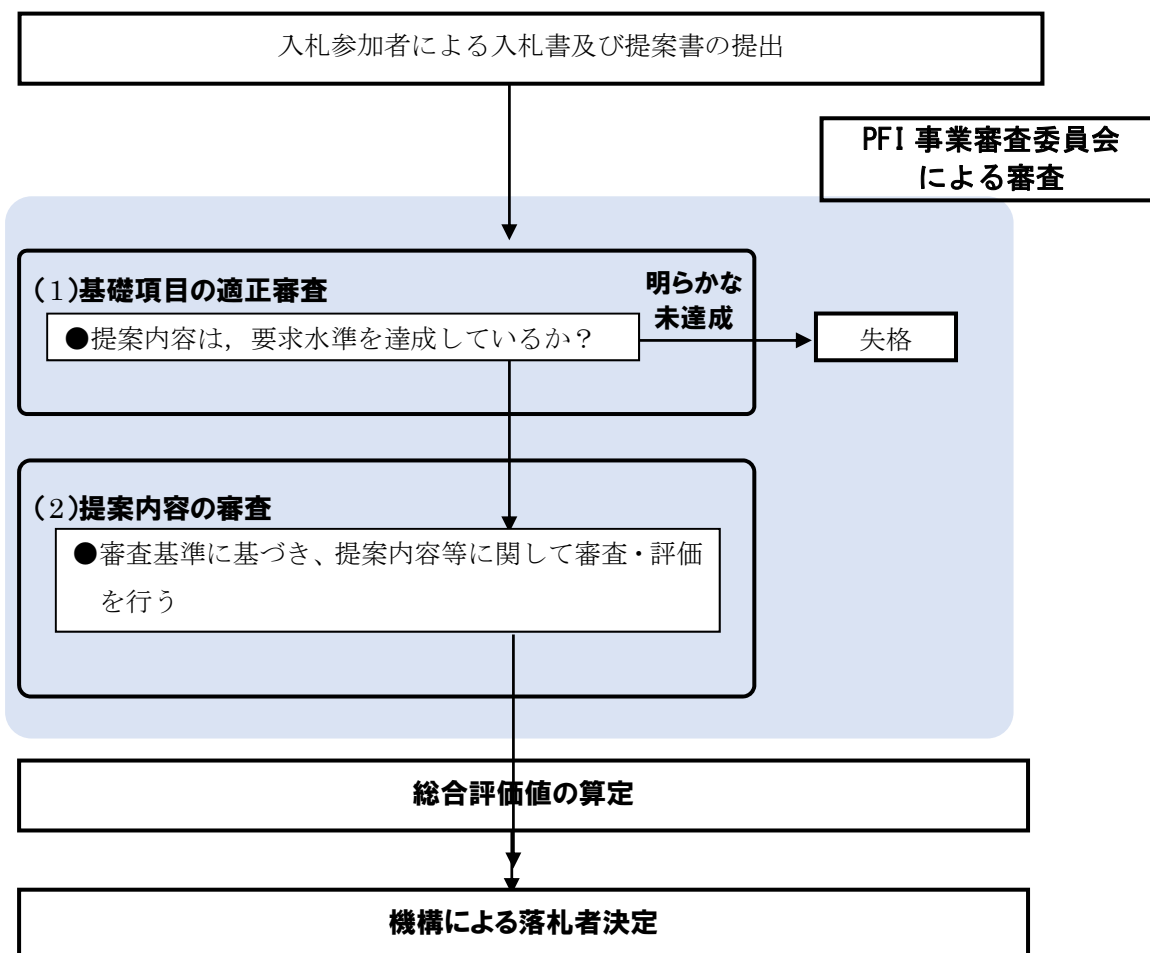 入札参加者による入札書及び提案書の提出
PFI 事業審査委員会
による審査
(1)基礎項目の適正審査
明らかな
未達成
●提案内容は，要求水準を達成しているか？
失格
(2)提案内容の審査
●審査基準に基づき、提案内容等に関して審査・評価
を行う
総合評価値の算定
機構による落札者決定